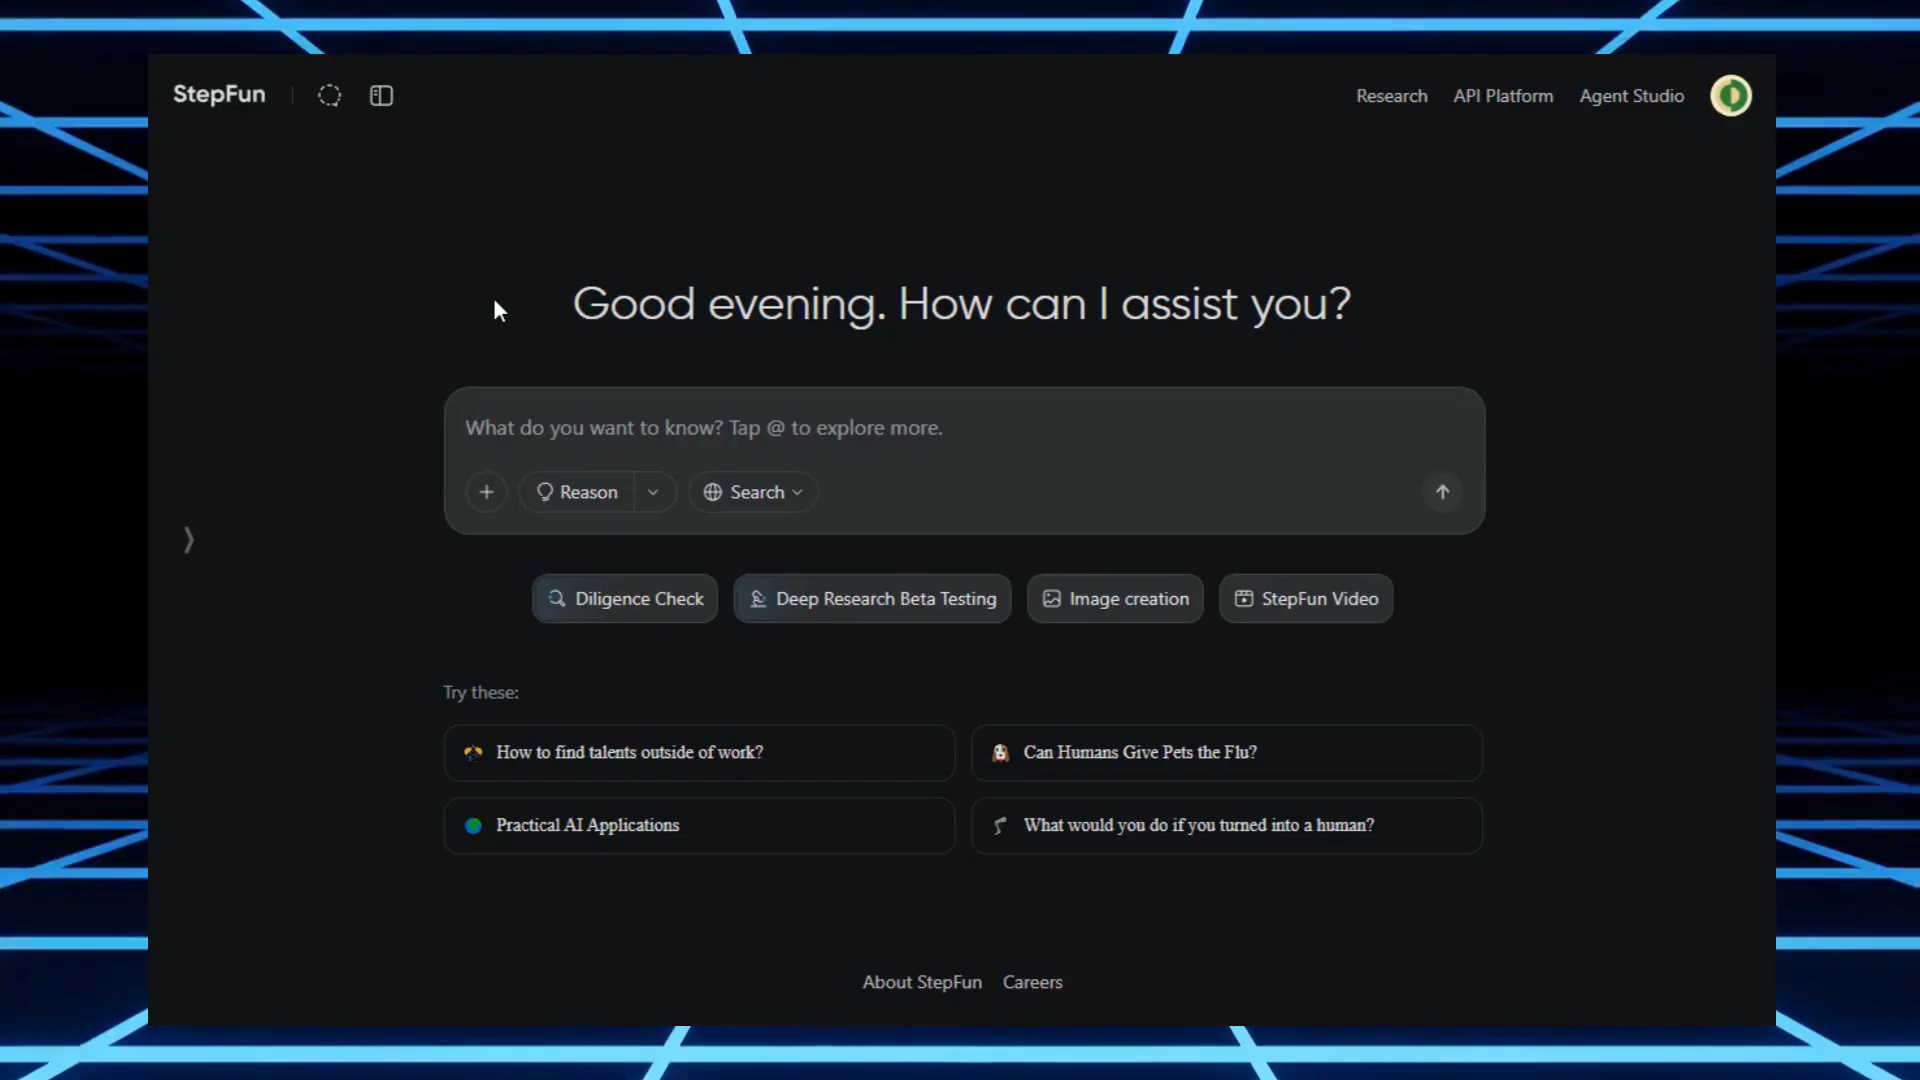 StepFun
Research API Platform Agent Studio
Good evening. How can I assist you?
What do you want to know? Tap @ to explore more.
Reason Search
Diligence Check Deep Research Beta Testing Image creation StepFun Video
Try these:
How to find talents outside of work? Can Humans Give Pets the Flu?
Practical AI Applications What would you do if you turned into a human?
About StepFun Careers